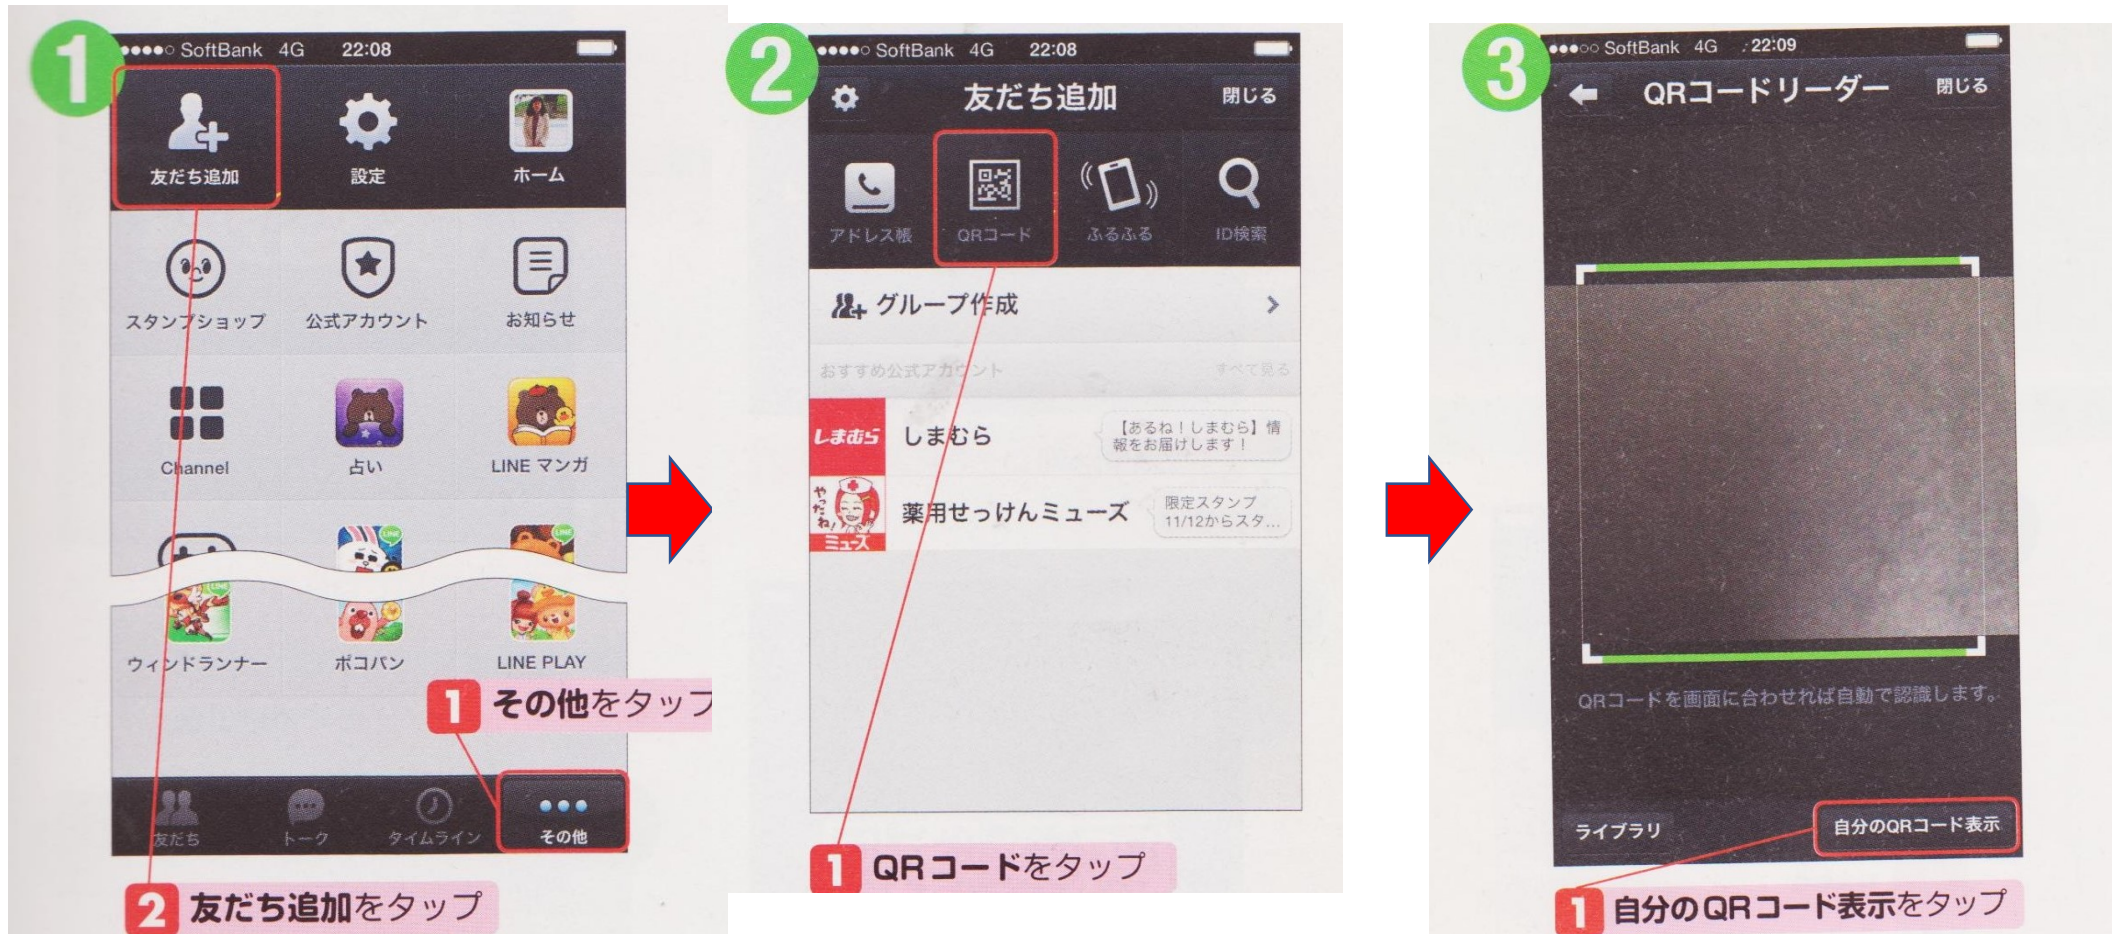 1
SoftBank 4G 22:08
友だち追加
設定
ホーム
スタンプショップ
公式アカウント
お知らせ
Channel
占い
LINE マンガ
LINE
LINE
LINE
ウィンドランナー
ポコパン
LINE PLAY
1 その他をタップ
友だち
トーク
タイムライン
その他
2 友だち追加をタップ
2
SoftBank 4G 22:08
友だち追加
閉じる
アドレス帳
QRコード
ふるふる
ID検索
グループ作成
おすすめ公式アカウント
すべて見る
しまむら
しまむら
【あるね！しまむら】情
報をお届けします！
やったね!
ミューズ
薬用せっけんミューズ
限定スタンプ
11/12からスタ...
1 QRコードをタップ
3
SoftBank 4G 22:09
QRコードリーダー
閉じる
QRコードを画面に合わせれば自動で認識します。
ライブラリ
自分のQRコード表示
1 自分のQRコード表示をタップ